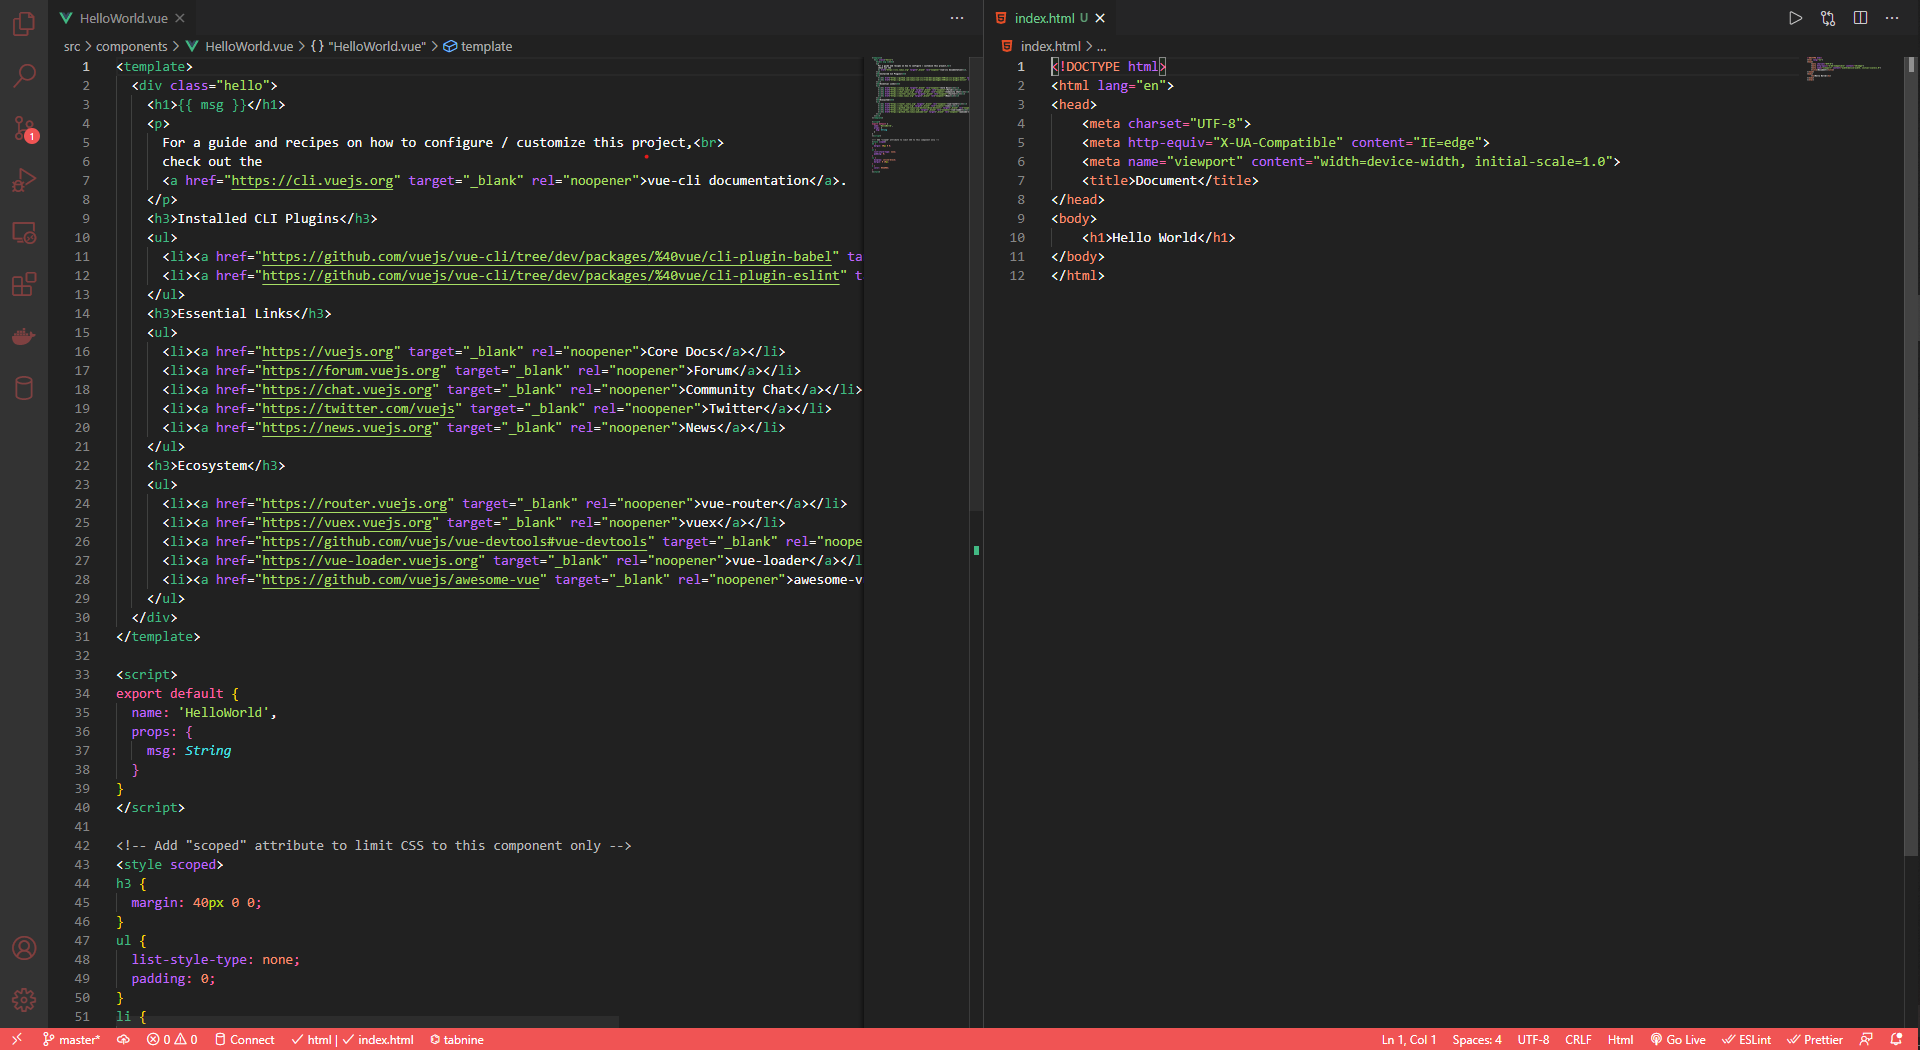 HelloWorld.vue
src > components > HelloWorld.vue > {} "HelloWorld.vue" > template
1 <template>
2 <div class="hello">
3 <h1>{{ msg }}</h1>
4 <p>
5 For a guide and recipes on how to configure / customize this project,<br>
6 check out the
7 <a href="https://cli.vuejs.org" target="_blank" rel="noopener">vue-cli documentation</a>.
8 </p>
9 <h3>Installed CLI Plugins</h3>
10 <ul>
11 <li><a href="https://github.com/vuejs/vue-cli/tree/dev/packages/%40vue/cli-plugin-babel" ta
12 <li><a href="https://github.com/vuejs/vue-cli/tree/dev/packages/%40vue/cli-plugin-eslint" t
13 </ul>
14 <h3>Essential Links</h3>
15 <ul>
16 <li><a href="https://vuejs.org" target="_blank" rel="noopener">Core Docs</a></li>
17 <li><a href="https://forum.vuejs.org" target="_blank" rel="noopener">Forum</a></li>
18 <li><a href="https://chat.vuejs.org" target="_blank" rel="noopener">Community Chat</a></li>
19 <li><a href="https://twitter.com/vuejs" target="_blank" rel="noopener">Twitter</a></li>
20 <li><a href="https://news.vuejs.org" target="_blank" rel="noopener">News</a></li>
21 </ul>
22 <h3>Ecosystem</h3>
23 <ul>
24 <li><a href="https://router.vuejs.org" target="_blank" rel="noopener">vue-router</a></li>
25 <li><a href="https://vuex.vuejs.org" target="_blank" rel="noopener">vuex</a></li>
26 <li><a href="https://github.com/vuejs/vue-devtools#vue-devtools" target="_blank" rel="noope
27 <li><a href="https://vue-loader.vuejs.org" target="_blank" rel="noopener">vue-loader</a></l
28 <li><a href="https://github.com/vuejs/awesome-vue" target="_blank" rel="noopener">awesome-v
29 </ul>
30 </div>
31 </template>
32
33 <script>
34 export default {
35 name: 'HelloWorld',
36 props: {
37 msg: String
38 }
39 }
40 </script>
41
42 <!-- Add "scoped" attribute to limit CSS to this component only -->
43 <style scoped>
44 h3 {
45 margin: 40px 0 0;
46 }
47 ul {
48 list-style-type: none;
49 padding: 0;
50 }
51 li {
index.html U
index.html > ...
1 <!DOCTYPE html>
2 <html lang="en">
3 <head>
4 <meta charset="UTF-8">
5 <meta http-equiv="X-UA-Compatible" content="IE=edge">
6 <meta name="viewport" content="width=device-width, initial-scale=1.0">
7 <title>Document</title>
8 </head>
9 <body>
10 <h1>Hello World</h1>
11 </body>
12 </html>
1
master* 0 0 Connect html | index.html tabnine Ln 1, Col 1 Spaces: 4 UTF-8 CRLF Html Go Live ESLint Prettier